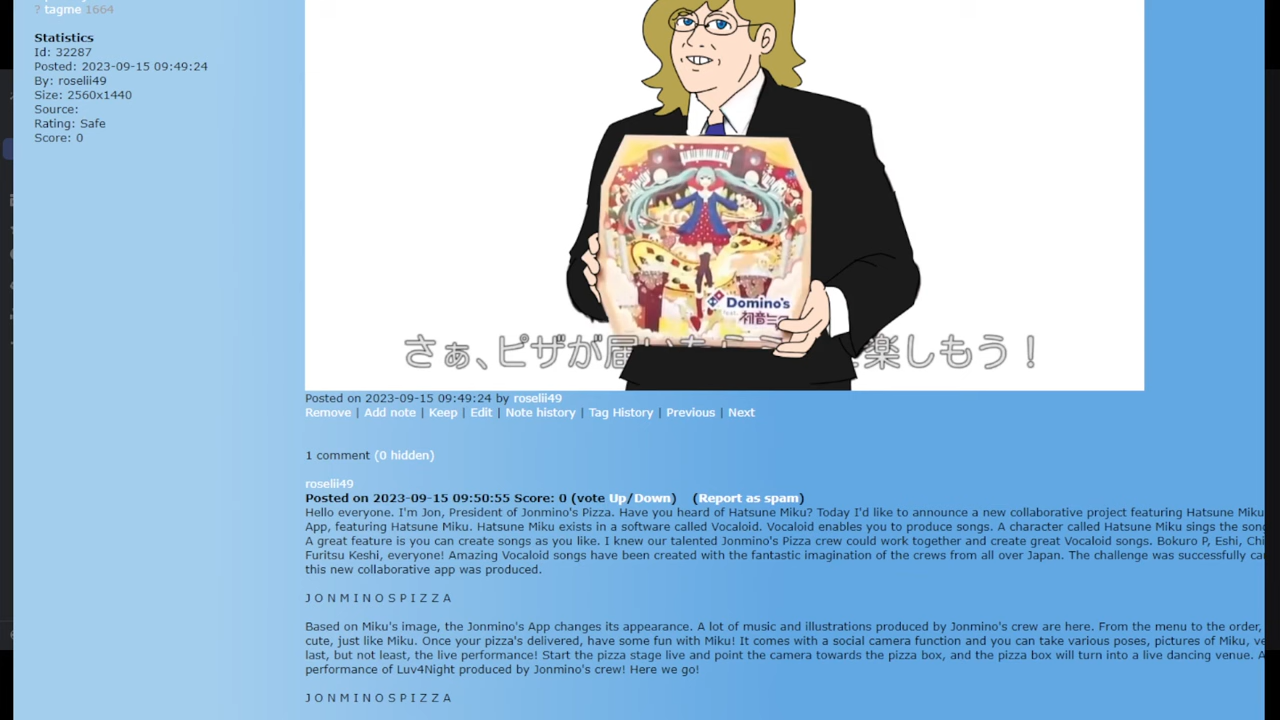 ? tagme 1664
Statistics
Id: 32287
Posted: 2023-09-15 09:49:24
By: roselii49
Size: 2560x1440
Source:
Rating: Safe
Score: 0
Domino's
feat. 初音ミク
さぁ、ピザが届いたら 楽しもう！
Posted on 2023-09-15 09:49:24 by roselii49
Remove | Add note | Keep | Edit | Note history | Tag History | Previous | Next
1 comment (0 hidden)
roselii49
Posted on 2023-09-15 09:50:55 Score: 0 (vote Up/Down) (Report as spam)
Hello everyone. I'm Jon, President of Jonmino's Pizza. Have you heard of Hatsune Miku? Today I'd like to announce a new collaborative project featuring Hatsune Miku
App, featuring Hatsune Miku. Hatsune Miku exists in a software called Vocaloid. Vocaloid enables you to produce songs. A character called Hatsune Miku sings the
A great feature is you can create songs as you like. I knew our talented Jonmino's Pizza crew could work together and create great Vocaloid songs. Bokuro P, Eshi,
Furitsu Keshi, everyone! Amazing Vocaloid songs have been created with the fantastic imagination of the crews from all over Japan. The challenge was successfully
this new collaborative app was produced.
J O N M I N O S P I Z Z A
Based on Miku's image, the Jonmino's App changes its appearance. A lot of music and illustrations produced by Jonmino's crew are here. From the menu to the order,
cute, just like Miku. Once your pizza's delivered, have some fun with Miku! It comes with a social camera function and you can take various poses, pictures of Miku,
last, but not least, the live performance! Start the pizza stage live and point the camera towards the pizza box, and the pizza box will turn into a live dancing venue. A
performance of Luv4Night produced by Jonmino's crew! Here we go!
J O N M I N O S P I Z Z A